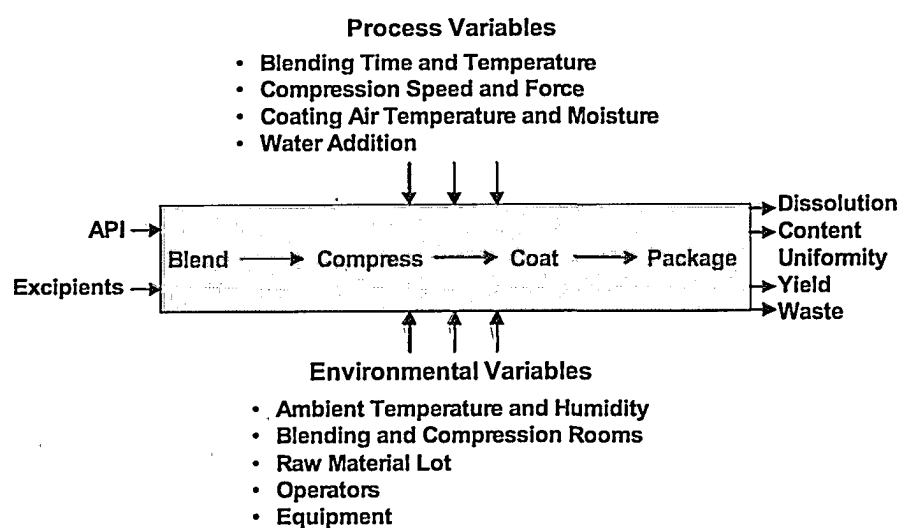 Process Variables
• Blending Time and Temperature
• Compression Speed and Force
• Coating Air Temperature and Moisture
• Water Addition
API
Excipients
Blend
Compress
Coat
Package
Dissolution
Content
Uniformity
Yield
Waste
Environmental Variables
• Ambient Temperature and Humidity
• Blending and Compression Rooms
• Raw Material Lot
• Operators
• Equipment